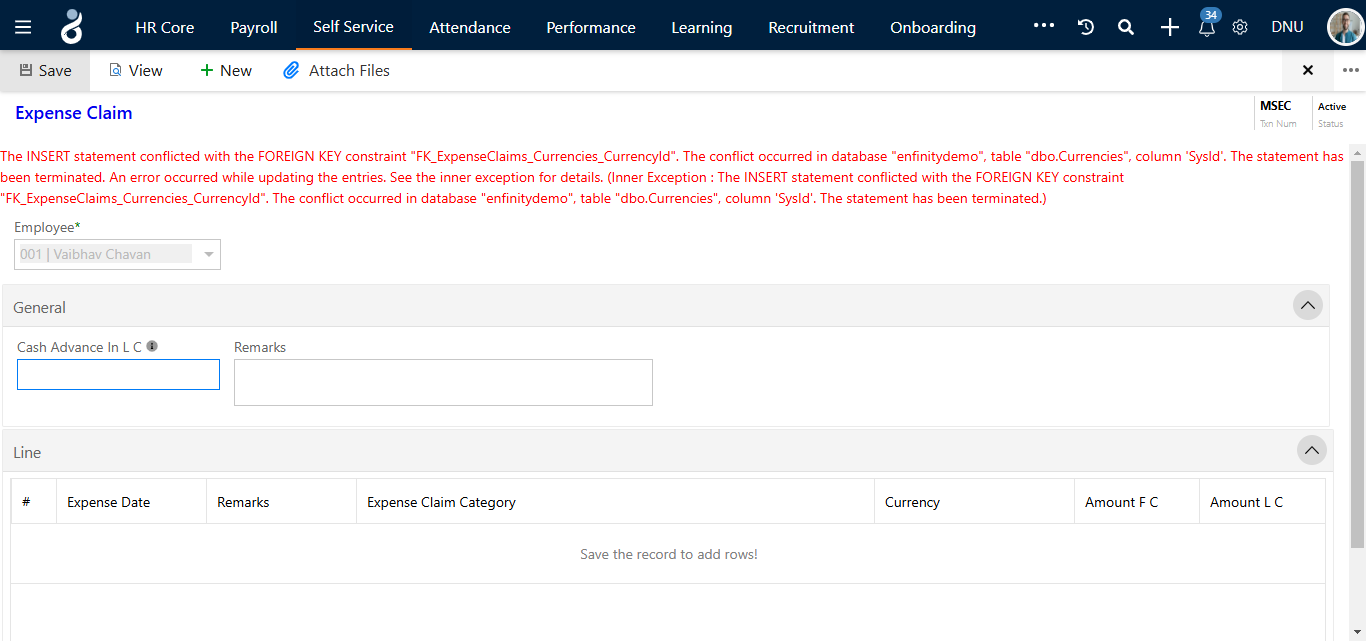 HR Core Payroll Self Service Attendance Performance Learning Recruitment Onboarding ••• 34 DNU
Save View New Attach Files •••
Expense Claim
MSEC
Txn Num
Active
Status
The INSERT statement conflicted with the FOREIGN KEY constraint "FK_ExpenseClaims_Currencies_CurrencyId". The conflict occurred in database "enfinitydemo", table "dbo.Currencies", column 'SysId'. The statement has
been terminated. An error occurred while updating the entries. See the inner exception for details. (Inner Exception : The INSERT statement conflicted with the FOREIGN KEY constraint
"FK_ExpenseClaims_Currencies_CurrencyId". The conflict occurred in database "enfinitydemo", table "dbo.Currencies", column 'SysId'. The statement has been terminated.)
Employee*
001 | Vaibhav Chavan
General
Cash Advance In L C Remarks
Line
# Expense Date Remarks Expense Claim Category Currency Amount F C Amount L C
Save the record to add rows!